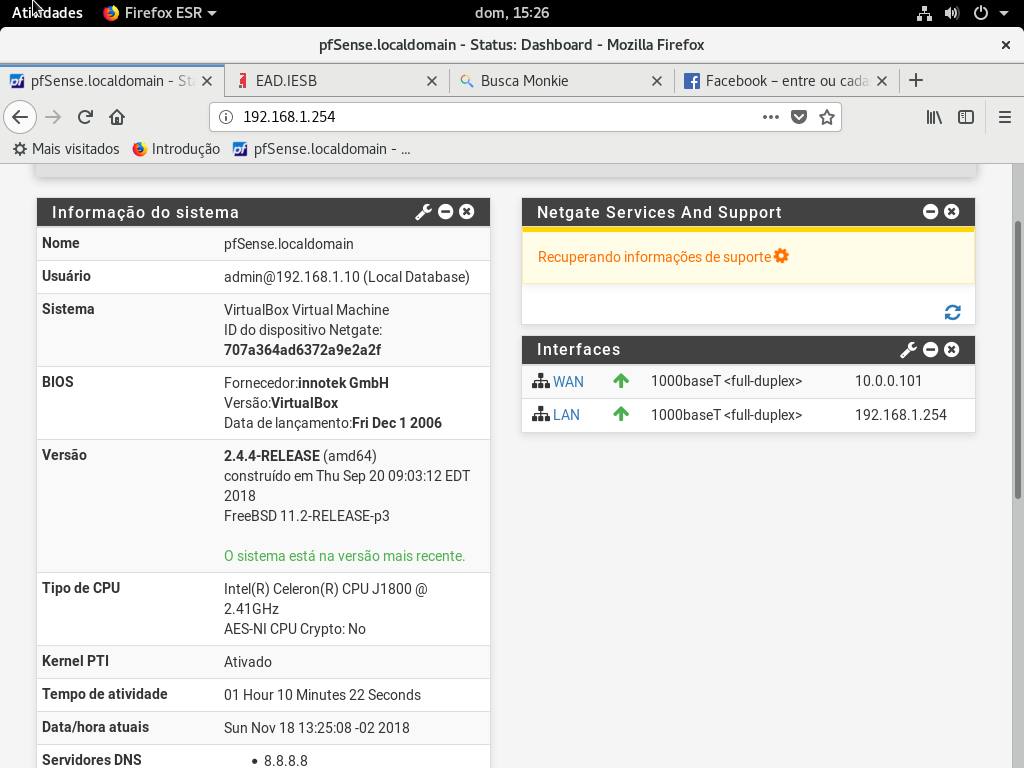 Atividades
Firefox ESR
dom, 15:26
pfSense.localdomain - Status: Dashboard - Mozilla Firefox
pfSense.localdomain - Sta
EAD.IESB
Busca Monkie
Facebook – entre ou cada
192.168.1.254
Mais visitados
Introdução
pfSense.localdomain - ...
Informação do sistema
Nome pfSense.localdomain
Usuário admin@192.168.1.10 (Local Database)
Sistema VirtualBox Virtual Machine
ID do dispositivo Netgate:
707a364ad6372a9e2a2f
BIOS Fornecedor:innotek GmbH
Versão:VirtualBox
Data de lançamento:Fri Dec 1 2006
Versão 2.4.4-RELEASE (amd64)
construído em Thu Sep 20 09:03:12 EDT
2018
FreeBSD 11.2-RELEASE-p3
O sistema está na versão mais recente.
Tipo de CPU Intel(R) Celeron(R) CPU J1800 @
2.41GHz
AES-NI CPU Crypto: No
Kernel PTI Ativado
Tempo de atividade 01 Hour 10 Minutes 22 Seconds
Data/hora atuais Sun Nov 18 13:25:08 -02 2018
Servidores DNS • 8.8.8.8
Netgate Services And Support
Recuperando informações de suporte
Interfaces
WAN 1000baseT <full-duplex> 10.0.0.101
LAN 1000baseT <full-duplex> 192.168.1.254